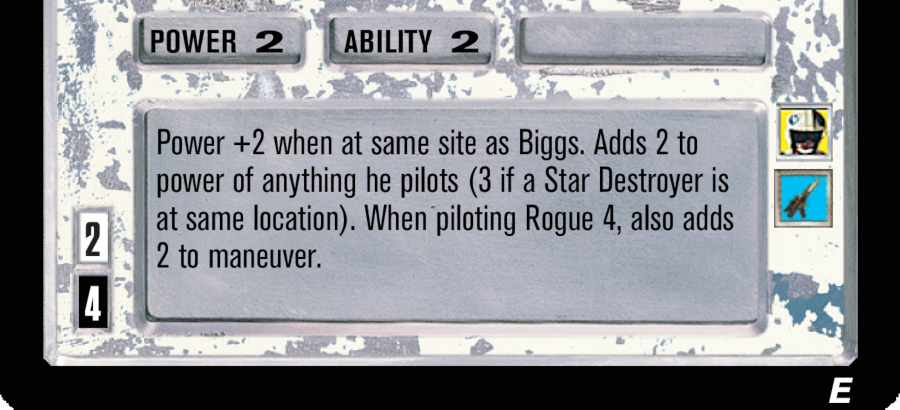 POWER 2 ABILITY 2
Power +2 when at same site as Biggs. Adds 2 to
power of anything he pilots (3 if a Star Destroyer is
at same location). When piloting Rogue 4, also adds
2 to maneuver.
2
4
E